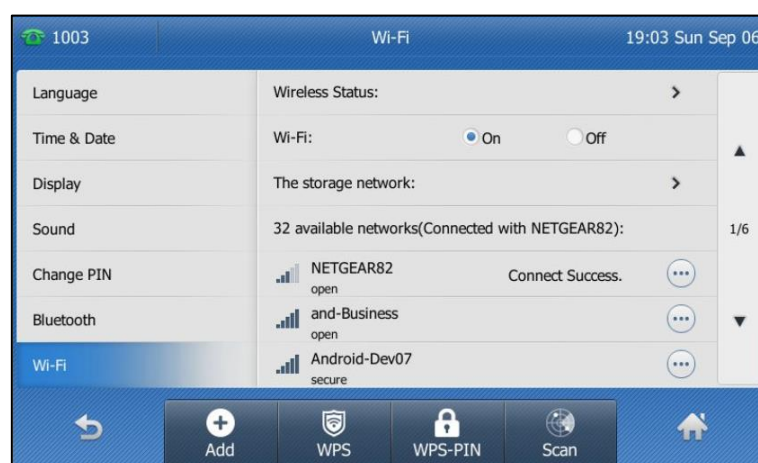 1003 Wi-Fi 19:03 Sun Sep 06
Language
Time & Date
Display
Sound
Change PIN
Bluetooth
Wi-Fi
Wireless Status:
Wi-Fi: On Off
The storage network:
32 available networks(Connected with NETGEAR82):
NETGEAR82 Connect Success.
open
and-Business
open
Android-Dev07
secure
1/6
Add WPS WPS-PIN Scan